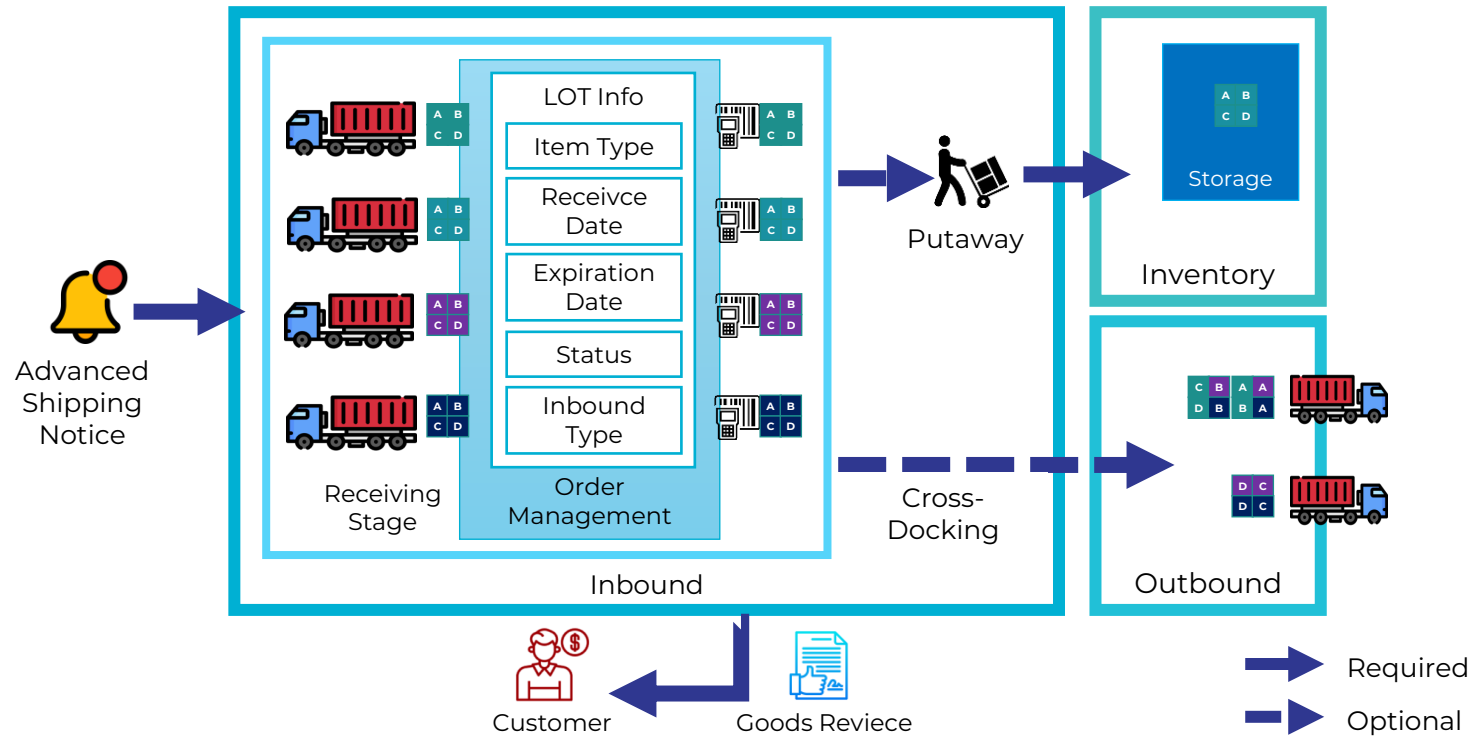 Advanced
Shipping
Notice
A B
C D
A B
C D
A B
C D
A B
C D
Receiving
Stage
LOT Info
Item Type
Receivce
Date
Expiration
Date
Status
Inbound
Type
Order
Management
A B
C D
A B
C D
A B
C D
A B
C D
Inbound
Putaway
Cross-
Docking
A B
C D
Storage
Inventory
C B A A
D B B A
D C
D C
Outbound
$
Customer
Goods Reviece
Required
Optional